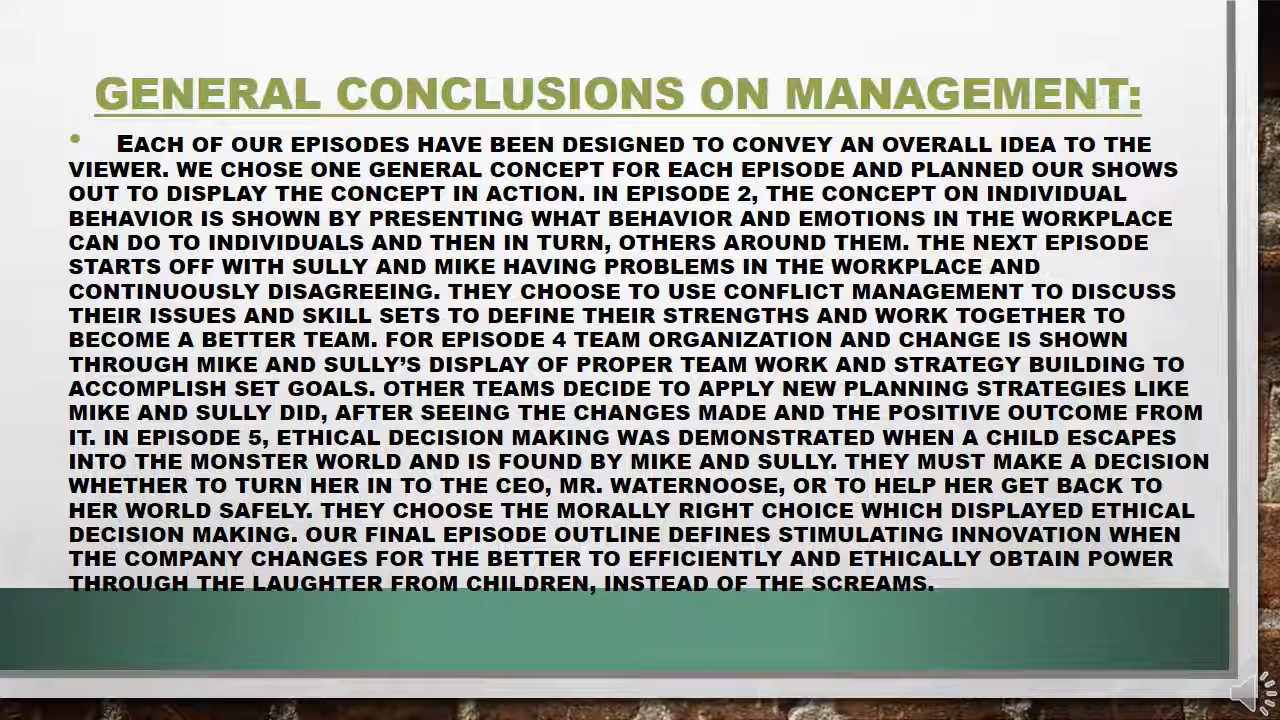 GENERAL CONCLUSIONS ON MANAGEMENT:
• EACH OF OUR EPISODES HAVE BEEN DESIGNED TO CONVEY AN OVERALL IDEA TO THE
VIEWER. WE CHOSE ONE GENERAL CONCEPT FOR EACH EPISODE AND PLANNED OUR SHOWS
OUT TO DISPLAY THE CONCEPT IN ACTION. IN EPISODE 2, THE CONCEPT ON INDIVIDUAL
BEHAVIOR IS SHOWN BY PRESENTING WHAT BEHAVIOR AND EMOTIONS IN THE WORKPLACE
CAN DO TO INDIVIDUALS AND THEN IN TURN, OTHERS AROUND THEM. THE NEXT EPISODE
STARTS OFF WITH SULLY AND MIKE HAVING PROBLEMS IN THE WORKPLACE AND
CONTINUOUSLY DISAGREEING. THEY CHOOSE TO USE CONFLICT MANAGEMENT TO DISCUSS
THEIR ISSUES AND SKILL SETS TO DEFINE THEIR STRENGTHS AND WORK TOGETHER TO
BECOME A BETTER TEAM. FOR EPISODE 4 TEAM ORGANIZATION AND CHANGE IS SHOWN
THROUGH MIKE AND SULLY’S DISPLAY OF PROPER TEAM WORK AND STRATEGY BUILDING TO
ACCOMPLISH SET GOALS. OTHER TEAMS DECIDE TO APPLY NEW PLANNING STRATEGIES LIKE
MIKE AND SULLY DID, AFTER SEEING THE CHANGES MADE AND THE POSITIVE OUTCOME FROM
IT. IN EPISODE 5, ETHICAL DECISION MAKING WAS DEMONSTRATED WHEN A CHILD ESCAPES
INTO THE MONSTER WORLD AND IS FOUND BY MIKE AND SULLY. THEY MUST MAKE A DECISION
WHETHER TO TURN HER IN TO THE CEO, MR. WATERNOOSE, OR TO HELP HER GET BACK TO
HER WORLD SAFELY. THEY CHOOSE THE MORALLY RIGHT CHOICE WHICH DISPLAYED ETHICAL
DECISION MAKING. OUR FINAL EPISODE OUTLINE DEFINES STIMULATING INNOVATION WHEN
THE COMPANY CHANGES FOR THE BETTER TO EFFICIENTLY AND ETHICALLY OBTAIN POWER
THROUGH THE LAUGHTER FROM CHILDREN, INSTEAD OF THE SCREAMS.